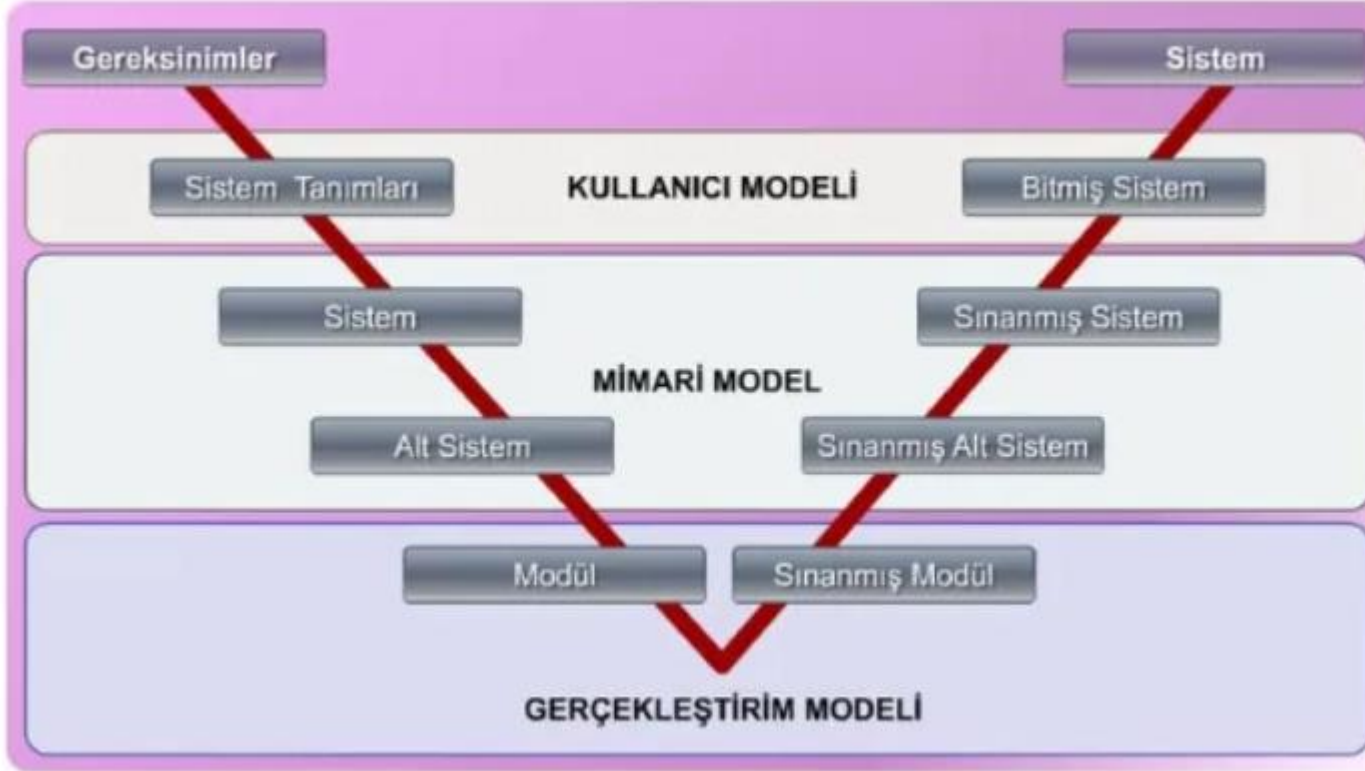 Gereksinimler
Sistem
Sistem Tanımları
KULLANICI MODELİ
Bitmiş Sistem
Sistem
Sınanmış Sistem
MİMARİ MODEL
Alt Sistem
Sınanmış Alt Sistem
Modül
Sınanmış Modül
GERÇEKLEŞTİRİM MODELİ